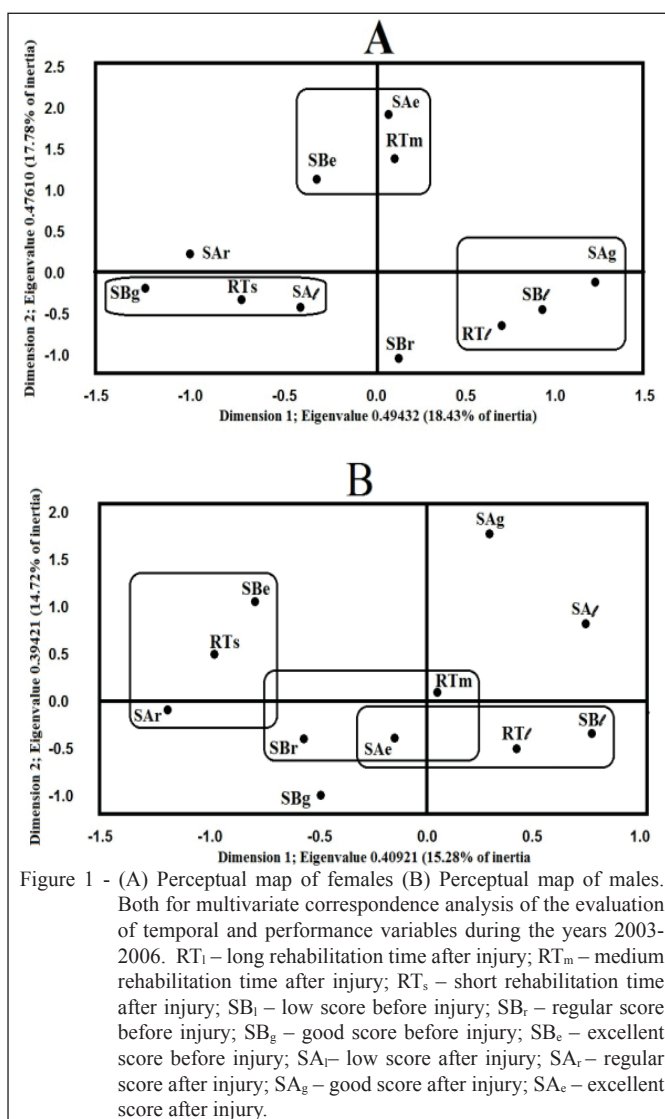 A
Dimension 2; Eigenvalue 0.47610 (17.78% of inertia)
2.5
2.0
1.5
1.0
0.5
0.0
-0.5
-1.0
SAe
RTm
SBe
SAr
SBg
RTs
SAℓ
SAg
SBℓ
RTℓ
SBr
-1.5 -1.0 -0.5 0.0 0.5 1.0 1.5
Dimension 1; Eigenvalue 0.49432 (18.43% of inertia)
B
Dimension 2; Eigenvalue 0.39421 (14.72% of inertia)
2.0
1.5
1.0
0.5
0.0
-0.5
-1.0
SAg
SBe
SAℓ
RTs
SAr
RTm
SBr
SAe
RTℓ
SBℓ
SBg
-1.5 -1.0 -0.5 0.0 0.5 1.0
Dimension 1; Eigenvalue 0.40921 (15.28% of inertia
Figure 1 - (A) Perceptual map of females (B) Perceptual map of males.
Both for multivariate correspondence analysis of the evaluation
of temporal and performance variables during the years 2003-
2006. RTl – long rehabilitation time after injury; RTm – medium
rehabilitation time after injury; RTs – short rehabilitation time
after injury; SBl – low score before injury; SBr – regular score
before injury; SBg – good score before injury; SBe – excellent
score before injury; SAl– low score after injury; SAr – regular
score after injury; SAg – good score after injury; SAe – excellent
score after injury.